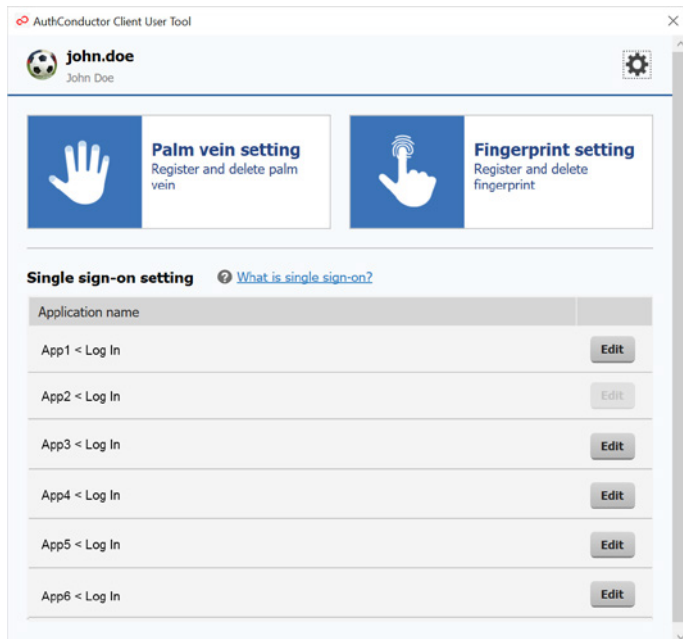 AuthConductor Client User Tool
john.doe
John Doe
Palm vein setting
Register and delete palm
vein
Fingerprint setting
Register and delete
fingerprint
Single sign-on setting
What is single sign-on?
Application name
App1 < Log In
Edit
App2 < Log In
Edit
App3 < Log In
Edit
App4 < Log In
Edit
App5 < Log In
Edit
App6 < Log In
Edit